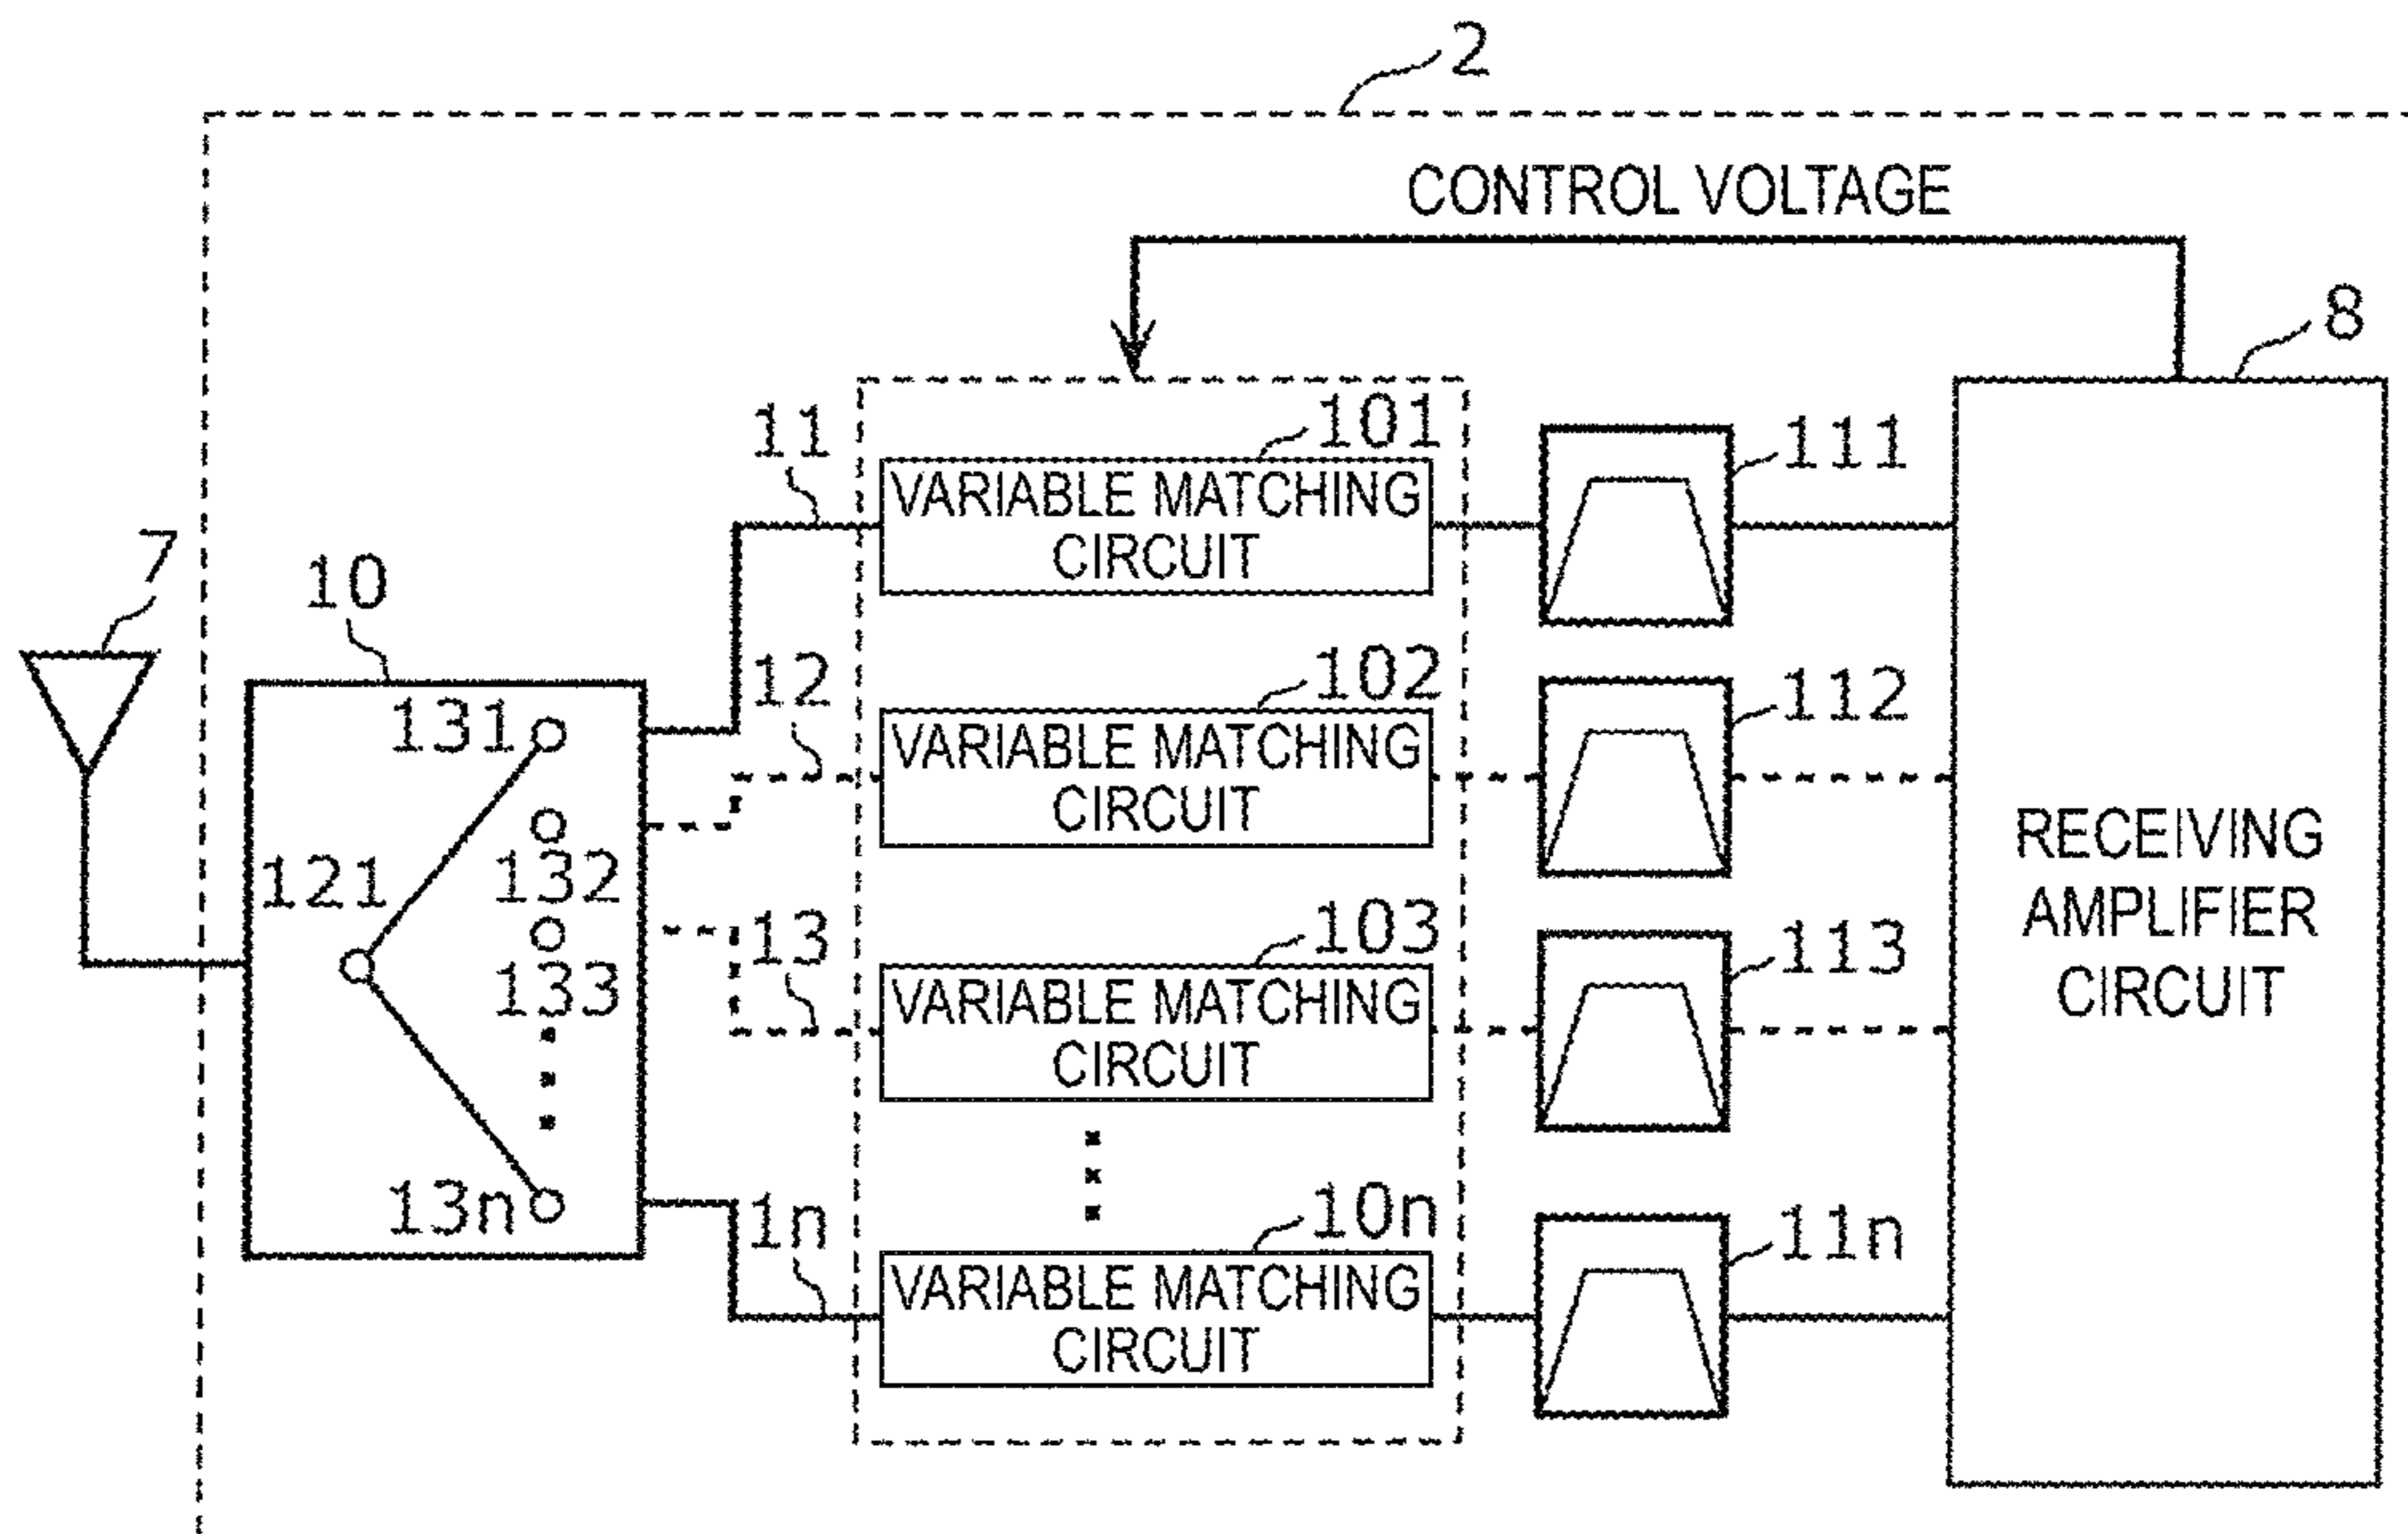 2
CONTROL VOLTAGE
8
11
101
VARIABLE MATCHING
CIRCUIT
111
7
10
12
102
VARIABLE MATCHING
CIRCUIT
112
131
132
121
133
13
103
VARIABLE MATCHING
CIRCUIT
113
RECEIVING
AMPLIFIER
CIRCUIT
13n
1n
10n
VARIABLE MATCHING
CIRCUIT
11n